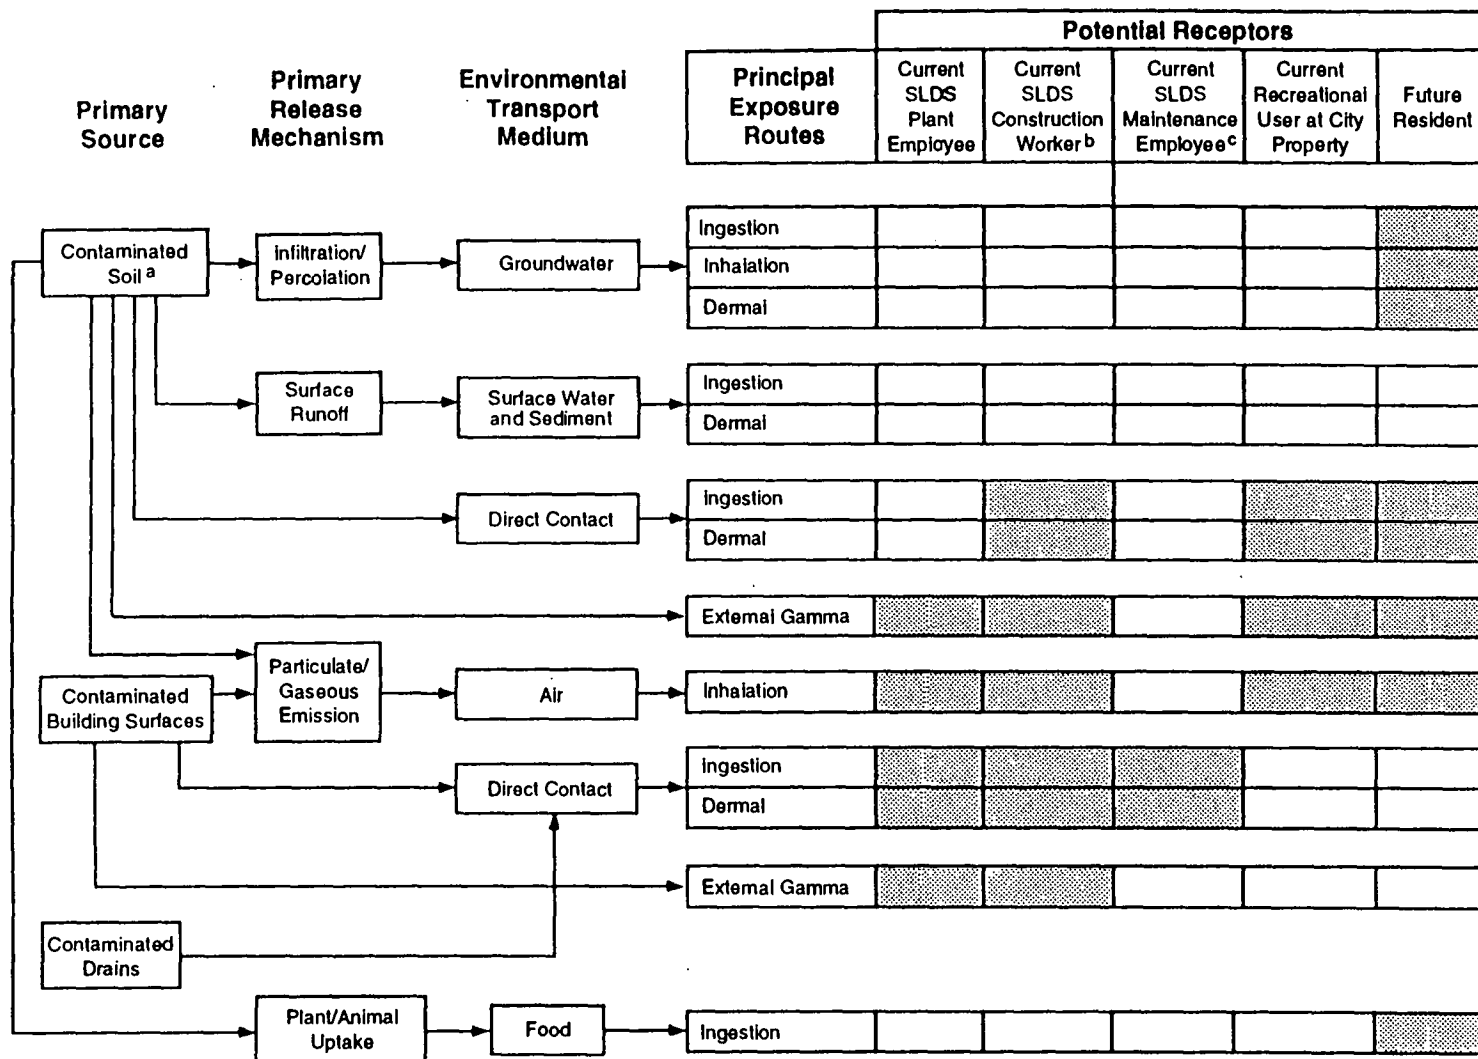 Potential Receptors
Primary
Source
Primary
Release
Mechanism
Environmental
Transport
Medium
Principal
Exposure
Routes
Current
SLDS
Plant
Employee
Current
SLDS
Construction
Worker b
Current
SLDS
Maintenance
Employee c
Current
Recreational
User at City
Property
Future
Resident
Contaminated
Soil a
Infiltration/
Percolation
Groundwater
Ingestion
Inhalation
Dermal
Surface
Runoff
Surface Water
and Sediment
Ingestion
Dermal
Direct Contact
Ingestion
Dermal
External Gamma
Contaminated
Building Surfaces
Particulate/
Gaseous
Emission
Air
Inhalation
Direct Contact
Ingestion
Dermal
External Gamma
Contaminated
Drains
Plant/Animal
Uptake
Food
Ingestion